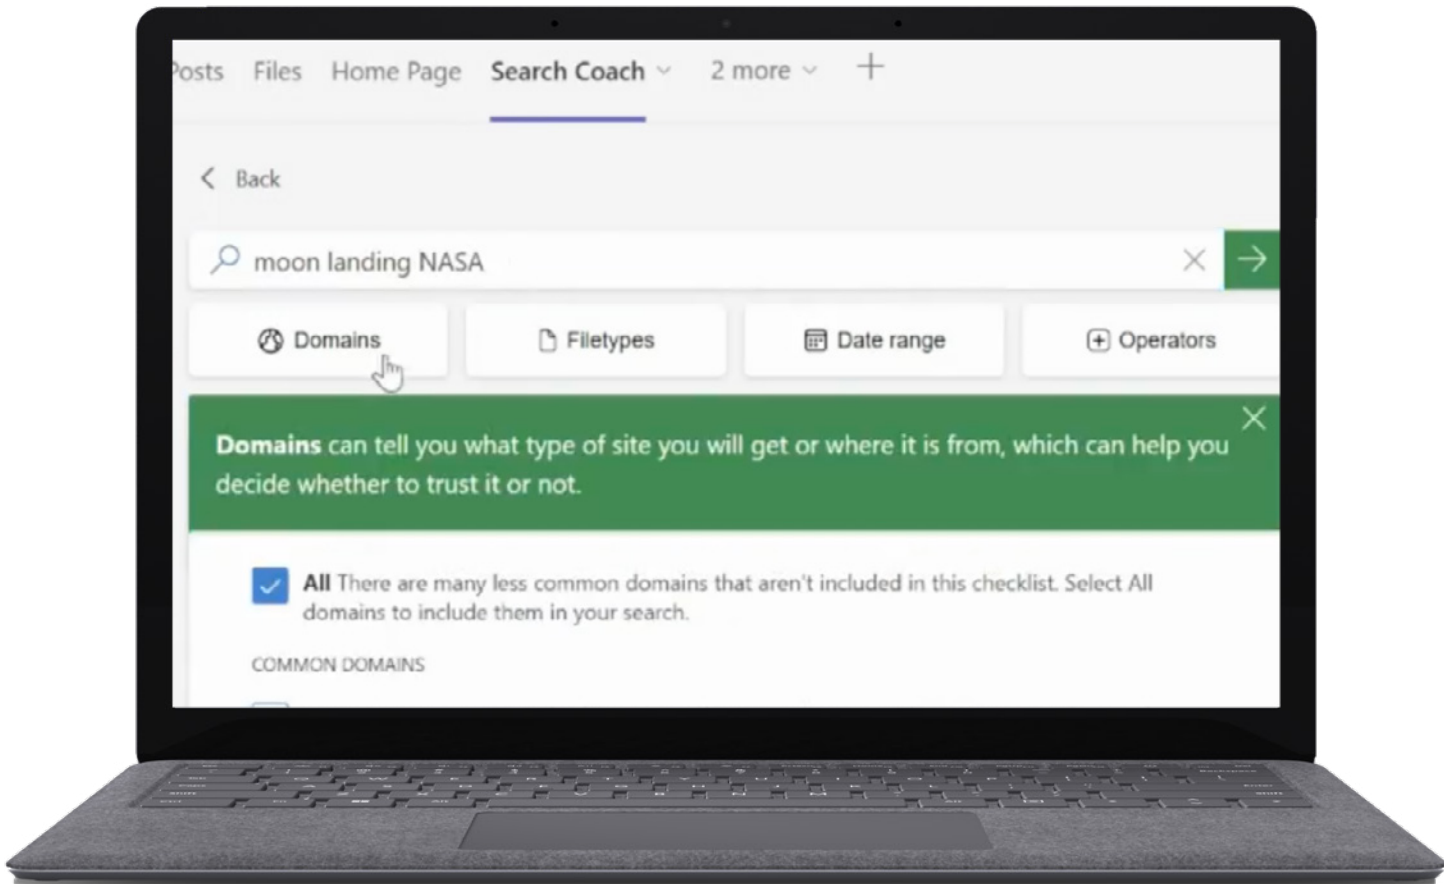 Posts Files Home Page Search Coach 2 more
Back
moon landing NASA
Domains Filetypes Date range Operators
Domains can tell you what type of site you will get or where it is from, which can help you
decide whether to trust it or not.
All There are many less common domains that aren't included in this checklist. Select All
domains to include them in your search.
COMMON DOMAINS